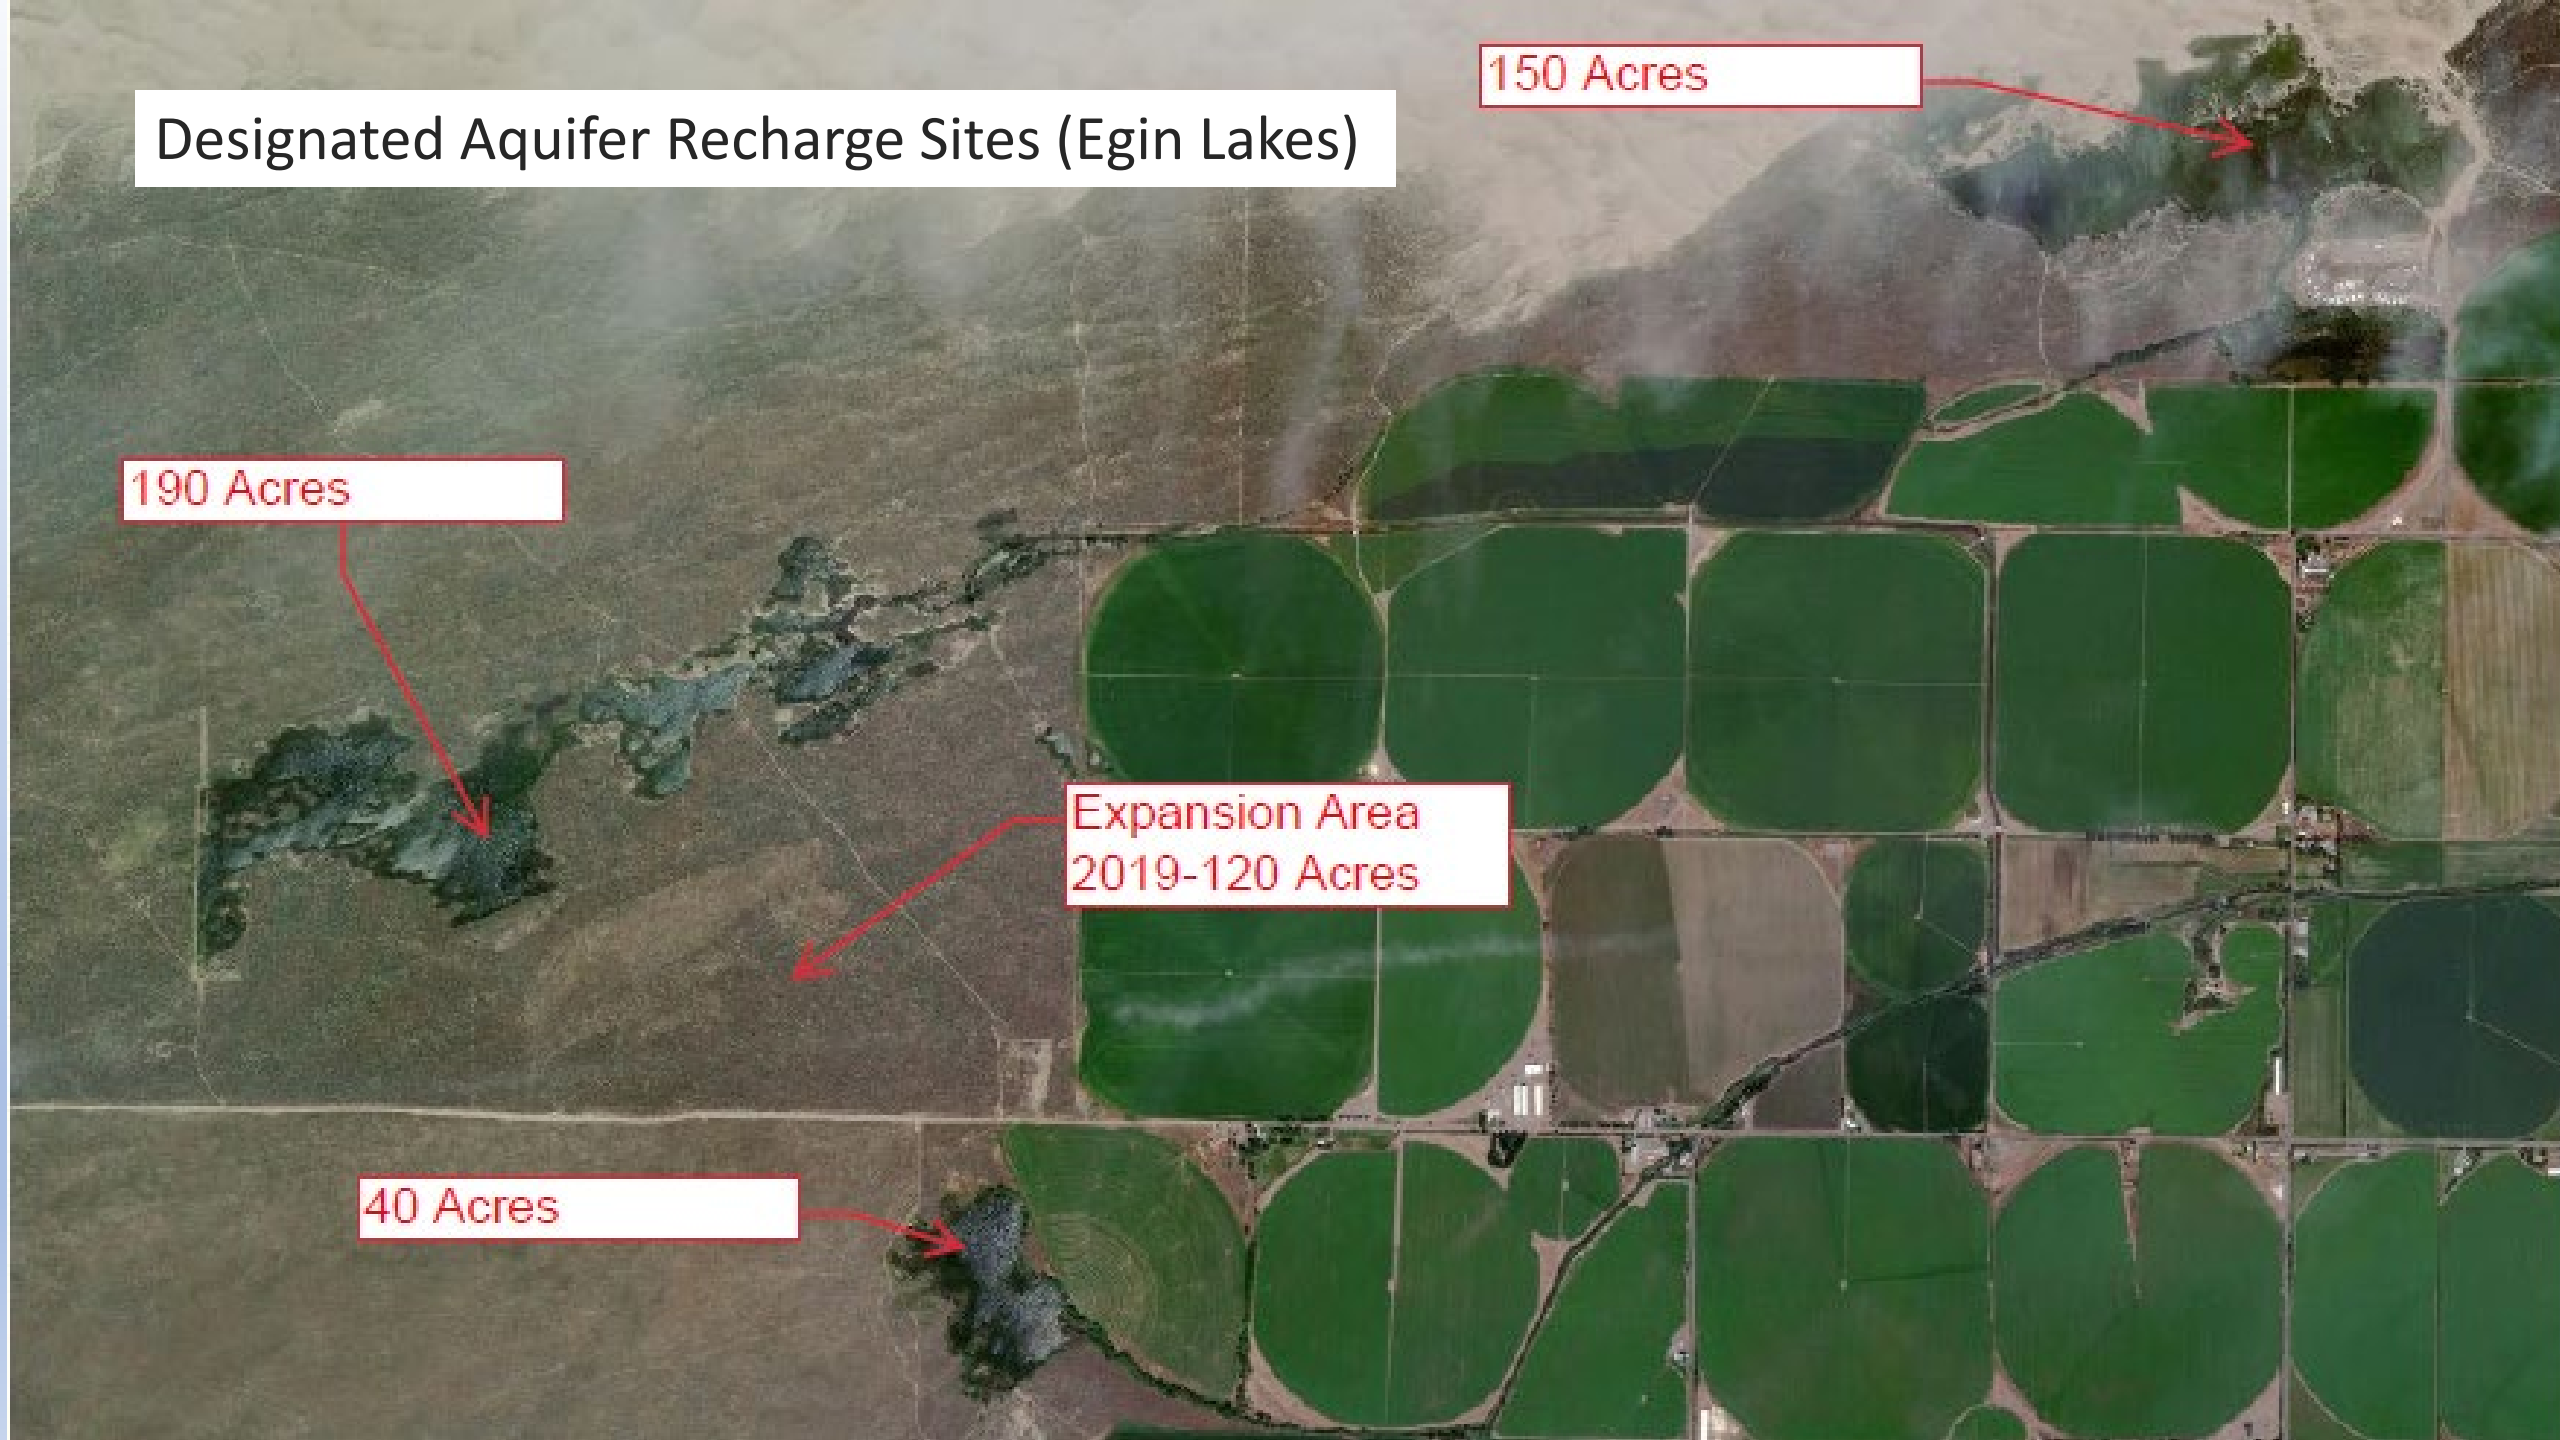 Designated Aquifer Recharge Sites (Egin Lakes)
150 Acres
190 Acres
Expansion Area
2019-120 Acres
40 Acres